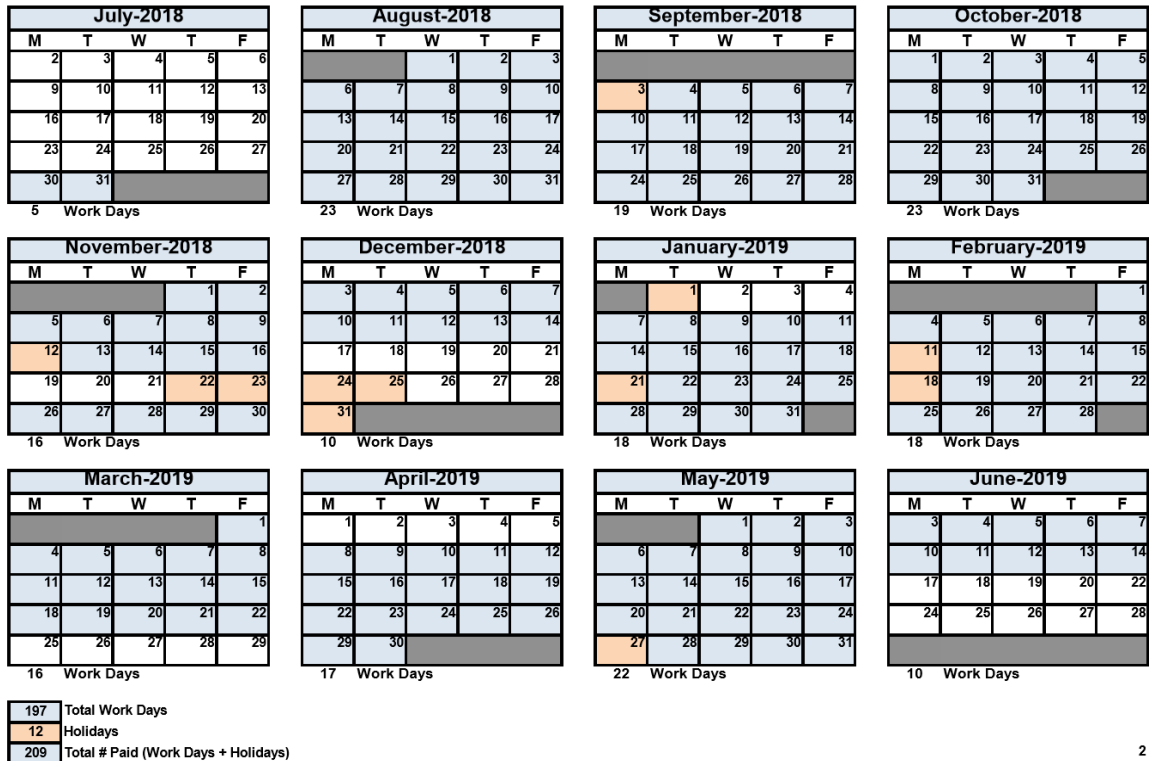 July-2018 August-2018 September-2018 October-2018
M T W T F M T W T F M T W T F M T W T F
2 3 4 5 6 1 2 3 1 2 3 4 5
9 10 11 12 13 6 7 8 9 10 3 4 5 6 7 8 9 10 11 12
16 17 18 19 20 13 14 15 16 17 10 11 12 13 14 15 16 17 18 19
23 24 25 26 27 20 21 22 23 24 17 18 19 20 21 22 23 24 25 26
30 31 27 28 29 30 31 24 25 26 27 28 29 30 31
5 Work Days 23 Work Days 19 Work Days 23 Work Days
November-2018 December-2018 January-2019 February-2019
M T W T F M T W T F M T W T F M T W T F
1 2 3 4 5 6 7 1 2 3 4 1
5 6 7 8 9 10 11 12 13 14 7 8 9 10 11 4 5 6 7 8
12 13 14 15 16 17 18 19 20 21 14 15 16 17 18 11 12 13 14 15
19 20 21 22 23 24 25 26 27 28 21 22 23 24 25 18 19 20 21 22
26 27 28 29 30 31 28 29 30 31 25 26 27 28
16 Work Days 10 Work Days 18 Work Days 18 Work Days
March-2019 April-2019 May-2019 June-2019
M T W T F M T W T F M T W T F M T W T F
1 1 2 3 4 5 1 2 3 3 4 5 6 7
4 5 6 7 8 8 9 10 11 12 6 7 8 9 10 10 11 12 13 14
11 12 13 14 15 15 16 17 18 19 13 14 15 16 17 17 18 19 20 22
18 19 20 21 22 22 23 24 25 26 20 21 22 23 24 24 25 26 27 28
25 26 27 28 29 29 30 27 28 29 30 31
16 Work Days 17 Work Days 22 Work Days 10 Work Days
197 Total Work Days
12 Holidays
209 Total # Paid (Work Days + Holidays)
2